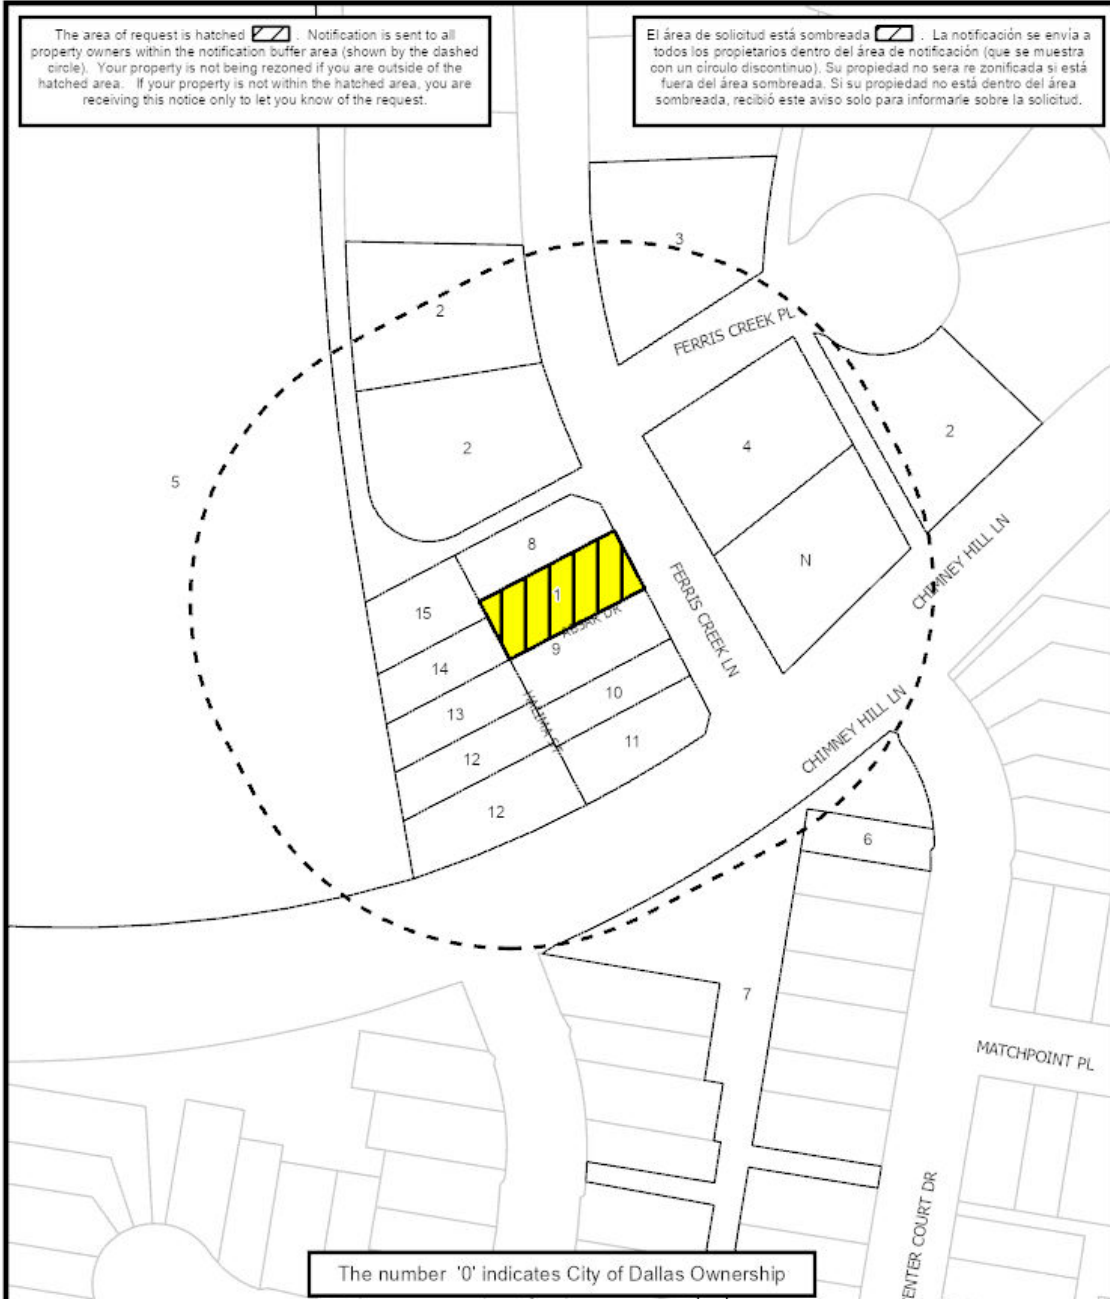 The area of request is hatched . Notification is sent to all
property owners within the notification buffer area (shown by the dashed
circle). Your property is not being rezoned if you are outside of the
hatched area. If your property is not within the hatched area, you are
receiving this notice only to let you know of the request.
El área de solicitud está sombreada . La notificación se envía a
todos los propietarios dentro del área de notificación (que se muestra
con un círculo discontinuo). Su propiedad no sera re zonificada si está
fuera del área sombreada. Si su propiedad no está dentro del área
sombreada, recibió este aviso solo para informarle sobre la solicitud.
3
2
FERRIS CREEK PL
2
4
2
5
N
CHIMNEY HILL LN
8
1
FERRIS CREEK LN
15
DR
9
14
10
13
CHIMNEY HILL LN
11
12
12
6
7
MATCHPOINT PL
ENTER COURT DR
The number '0' indicates City of Dallas Ownership